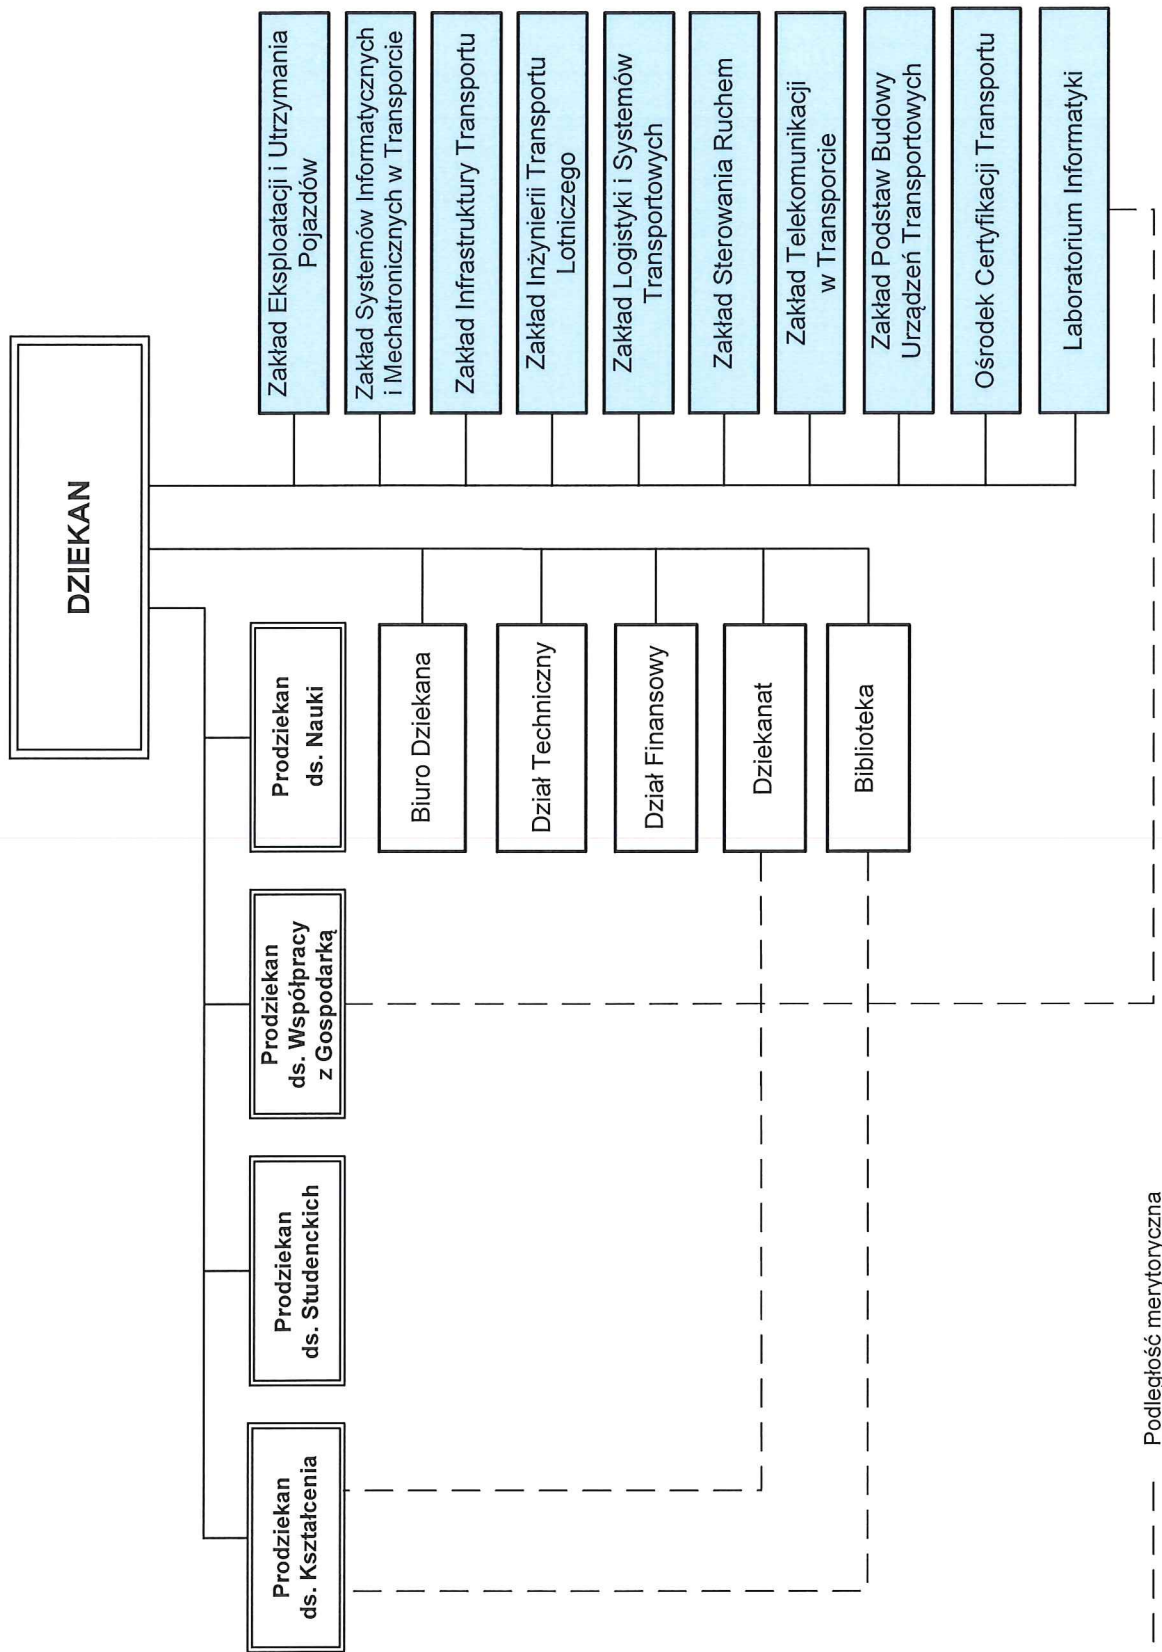 DZIEKAN
Prodziekan
ds. Kształcenia
Prodziekan
ds. Studenckich
Prodziekan
ds. Współpracy
z Gospodarką
Prodziekan
ds. Nauki
Biuro Dziekana
Dział Techniczny
Dział Finansowy
Dziekanat
Biblioteka
Zakład Eksploatacji i Utrzymania
Pojazdów
Zakład Systemów Informatycznych
i Mechatronicznych w Transporcie
Zakład Infrastruktury Transportu
Zakład Inżynierii Transportu
Lotniczego
Zakład Logistyki i Systemów
Transportowych
Zakład Sterowania Ruchem
Zakład Telekomunikacji
w Transporcie
Zakład Podstaw Budowy
Urządzeń Transportowych
Ośrodek Certyfikacji Transportu
Laboratorium Informatyki
Podległość merytoryczna